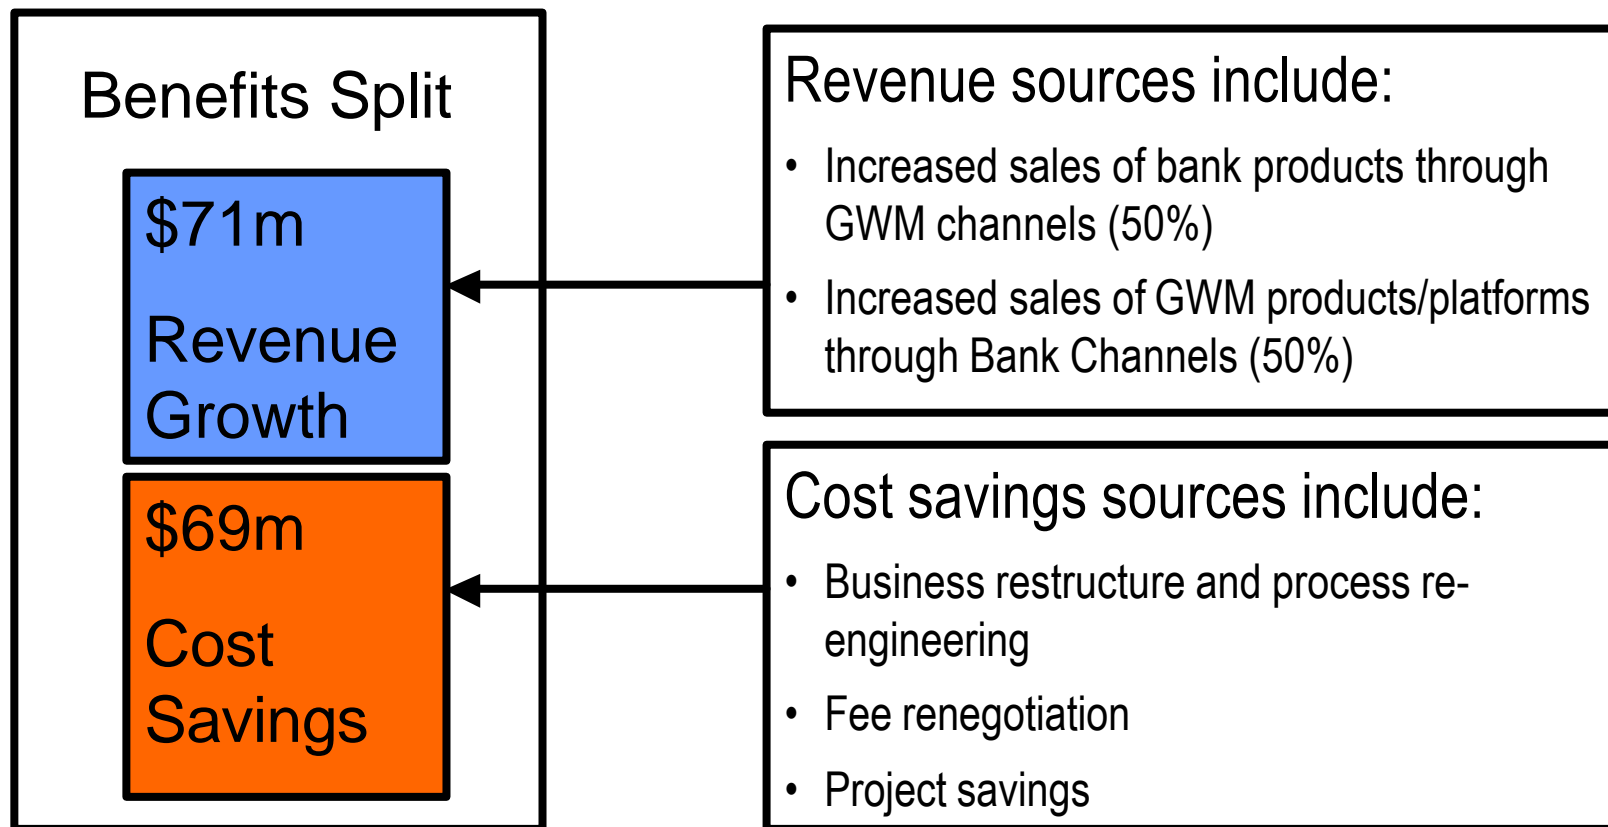 Benefits Split
$71m
Revenue
Growth
$69m
Cost
Savings
Revenue sources include:
• Increased sales of bank products through
GWM channels (50%)
• Increased sales of GWM products/platforms
through Bank Channels (50%)
Cost savings sources include:
• Business restructure and process re-
engineering
• Fee renegotiation
• Project savings